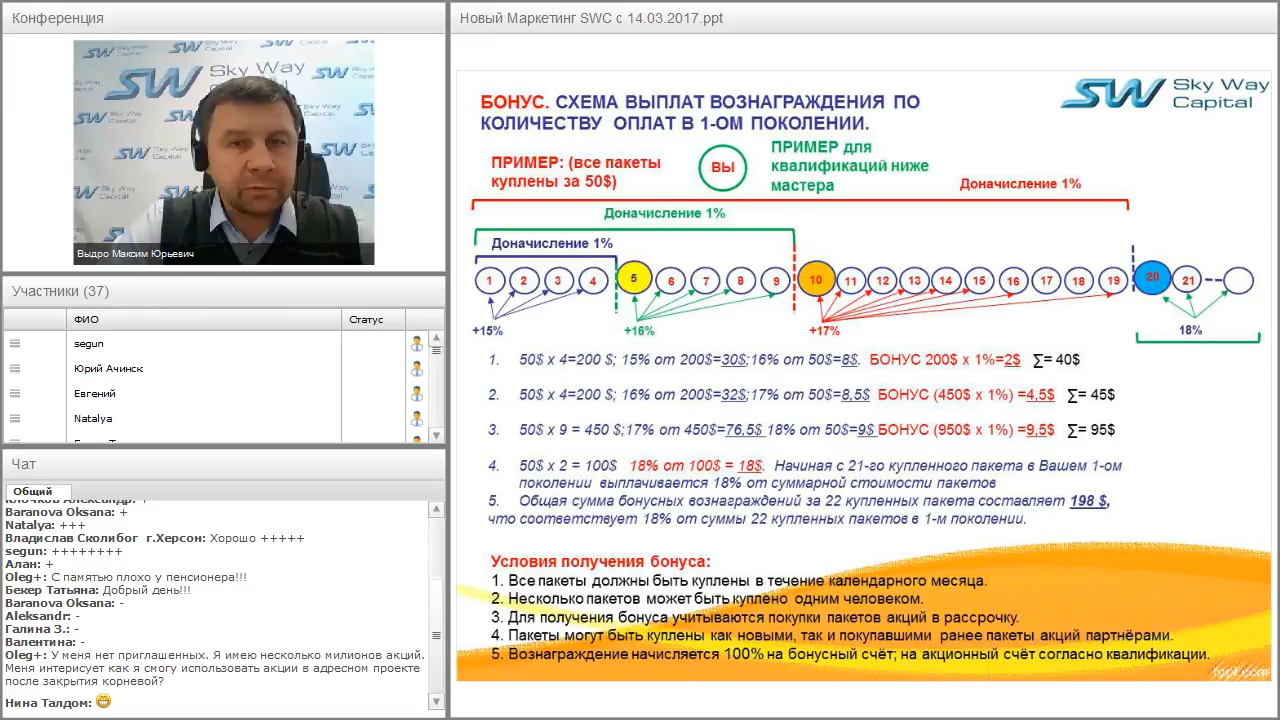 Конференция
SW Sky Way Capital
Выдро Максим Юрьевич
Участники (37)
ФИО
Статус
segun
Юрий Ачинск
Евгений
Natalya
Чат
Общий
Baranova Oksana: +
Natalya: +++
Владислав Сколибог г.Херсон: Хорошо +++++
segun: ++++++++
Алан: +
Oleg+: С памятью плохо у пенсионера!!!
Бекер Татьяна: Добрый день!!!
Baranova Oksana: -
Aleksandr: -
Галина З.: -
Валентина: -
Oleg+: У меня нет приглашенных. Я имею несколько милионов акций.
Меня интерисует как я смогу использовать акции в адресном проекте
после закрытия корневой?
Нина Талдом:
Новый Маркетинг SWC с 14.03.2017.ppt
SW Sky Way
Capital
БОНУС. СХЕМА ВЫПЛАТ ВОЗНАГРАЖДЕНИЯ ПО
КОЛИЧЕСТВУ ОПЛАТ В 1-ОМ ПОКОЛЕНИИ.
ПРИМЕР: (все пакеты
куплены за 50$)
ВЫ
ПРИМЕР для
квалификаций ниже
мастера
Доначисление 1%
Доначисление 1%
Доначисление 1%
1 2 3 4 5 6 7 8 9 10 11 12 13 14 15 16 17 18 19 20 21
+15% +16% +17% 18%
1. 50$ х 4=200 $; 15% от 200$=30$;16% от 50$=8$. БОНУС 200$ х 1%=2$ ∑= 40$
2. 50$ х 4=200 $; 16% от 200$=32$;17% от 50$=8,5$ БОНУС (450$ х 1%) =4,5$ ∑= 45$
3. 50$ х 9 = 450 $;17% от 450$=76,5$ 18% от 50$=9$ БОНУС (950$ х 1%) =9,5$ ∑= 95$
4. 50$ х 2 = 100$ 18% от 100$ = 18$. Начиная с 21-го купленного пакета в Вашем 1-ом
поколении выплачивается 18% от суммарной стоимости пакетов
5. Общая сумма бонусных вознаграждений за 22 купленных пакета составляет 198 $,
что соответствует 18% от суммы 22 купленных пакетов в 1-м поколении.
Условия получения бонуса:
1. Все пакеты должны быть куплены в течение календарного месяца.
2. Несколько пакетов может быть куплено одним человеком.
3. Для получения бонуса учитываются покупки пакетов акций в рассрочку.
4. Пакеты могут быть куплены как новыми, так и покупавшими ранее пакеты акций партнёрами.
5. Вознаграждение начисляется 100% на бонусный счёт; на акционный счёт согласно квалификации.
fppt.com